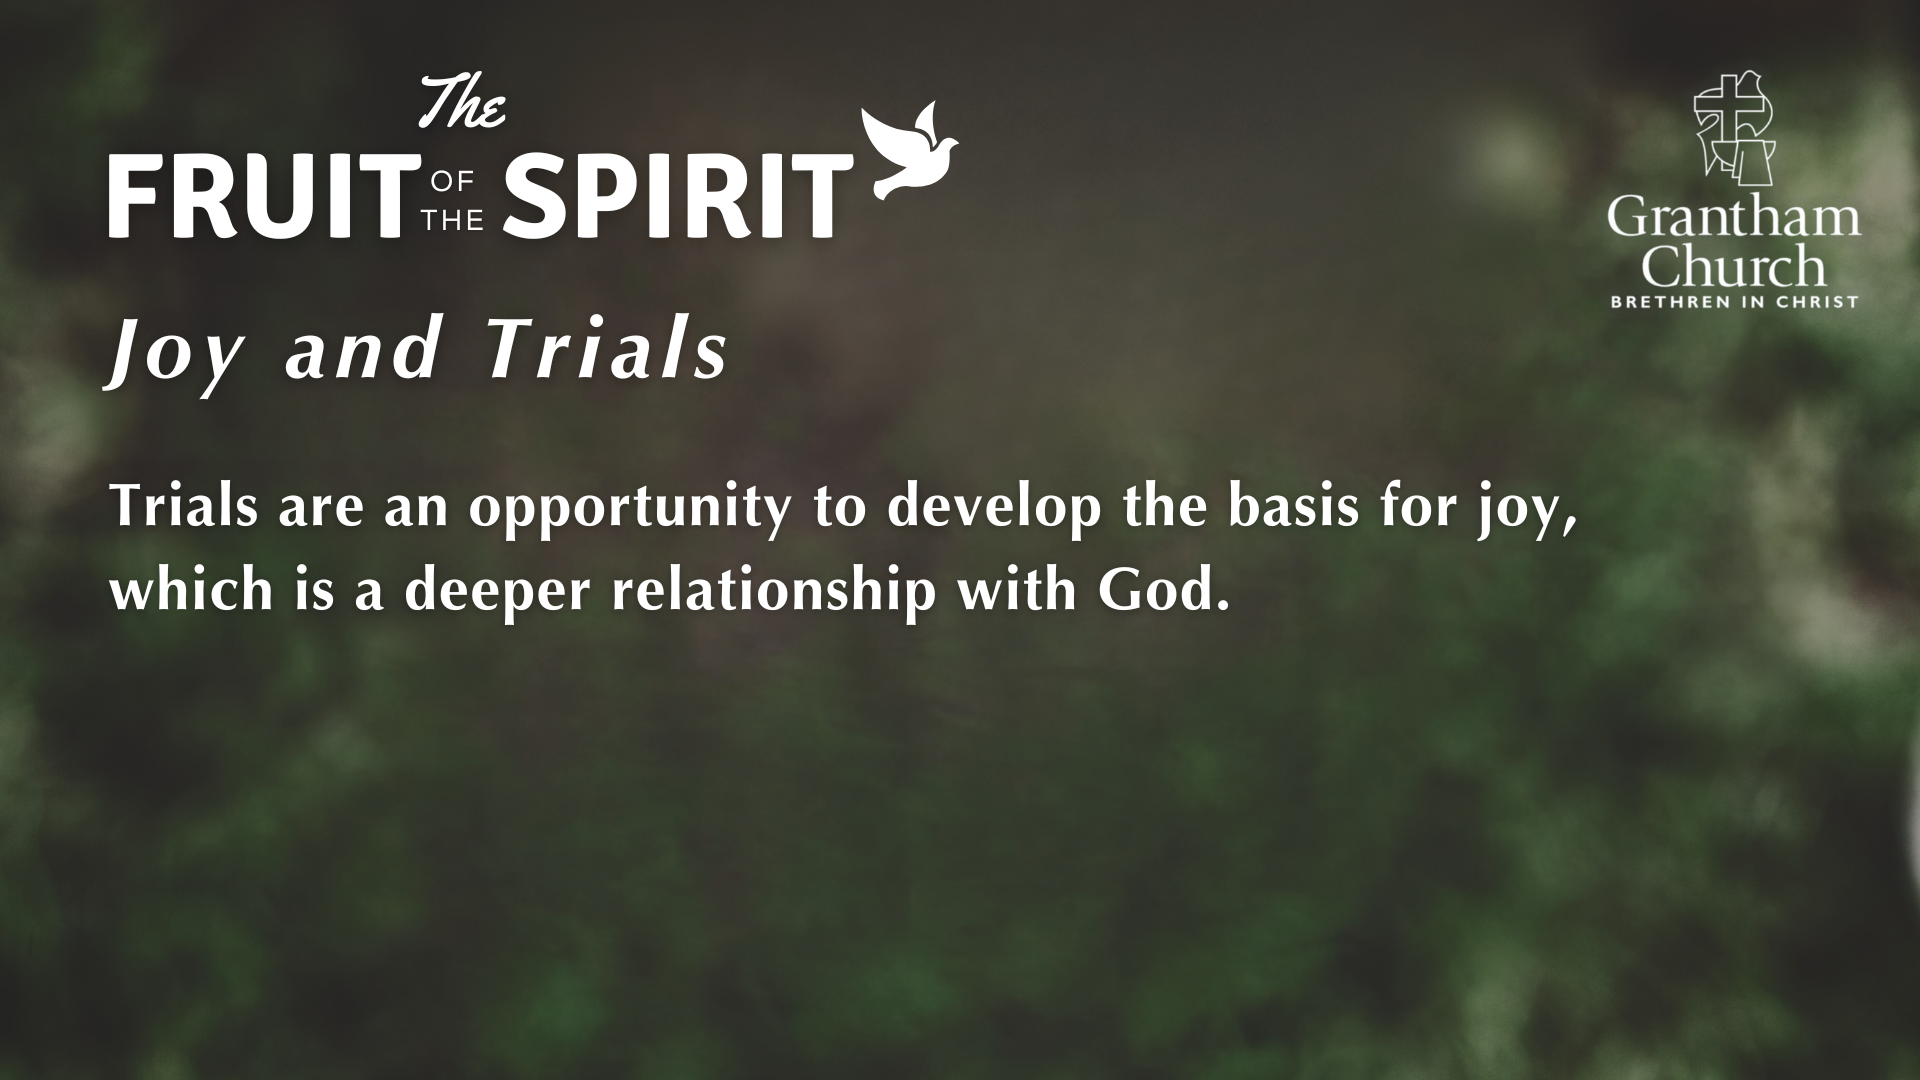 The
FRUIT OF THE SPIRIT
Joy and Trials
Trials are an opportunity to develop the basis for joy,
which is a deeper relationship with God.
Grantham
Church
BRETHREN IN CHRIST